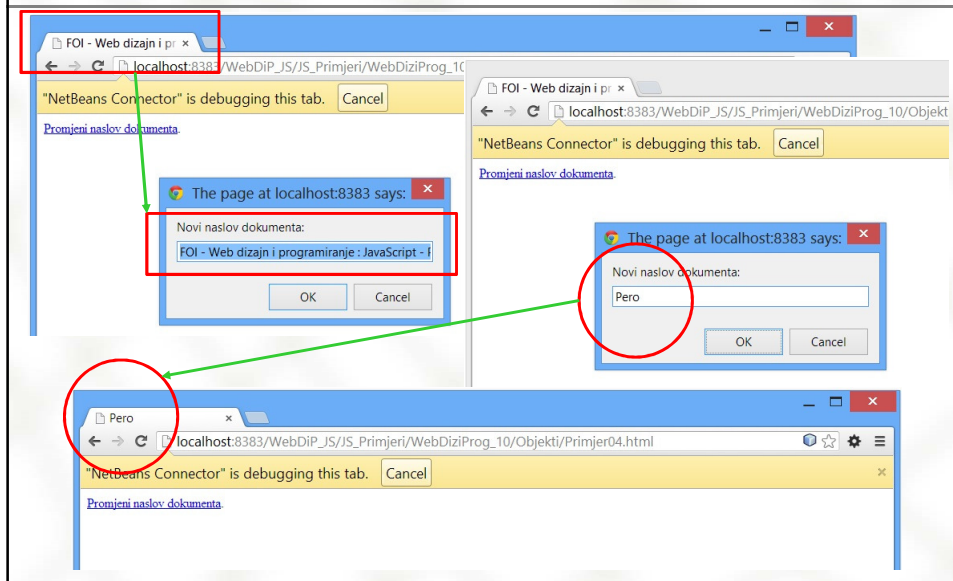 FOI - Web dizajn i pr
localhost:8383/WebDiP_JS/JS_Primjeri/WebDiziProg_10
"NetBeans Connector" is debugging this tab. Cancel
Promjeni naslov dokumenta.
The page at localhost:8383 says:
Novi naslov dokumenta:
FOI - Web dizajn i programiranje : JavaScript -
OK Cancel
FOI - Web dizajn i pr
localhost:8383/WebDiP_JS/JS_Primjeri/WebDiziProg_10/Objekt
"NetBeans Connector" is debugging this tab. Cancel
Promjeni naslov dokumenta.
The page at localhost:8383 says:
Novi naslov dokumenta:
Pero
OK Cancel
Pero
localhost:8383/WebDiP_JS/JS_Primjeri/WebDiziProg_10/Objekti/Primjer04.html
"NetBeans Connector" is debugging this tab. Cancel
Promjeni naslov dokumenta.